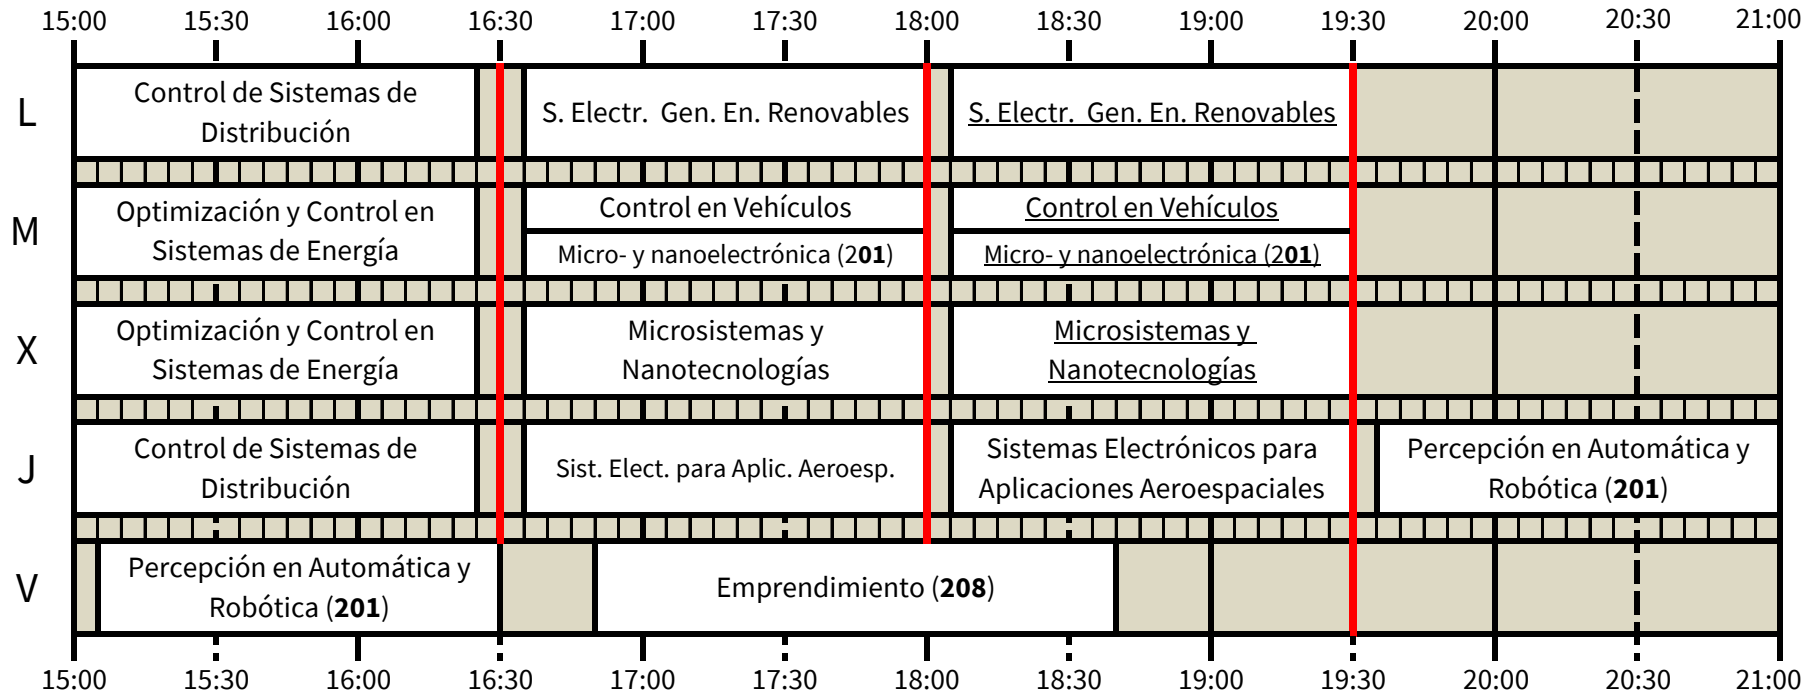 15:00 15:30 16:00 16:30 17:00 17:30 18:00 18:30 19:00 19:30 20:00 20:30 21:00
L
Control de Sistemas de
Distribución
S. Electr. Gen. En. Renovables
S. Electr. Gen. En. Renovables
M
Optimización y Control en
Sistemas de Energía
Control en Vehículos
Micro- y nanoelectrónica (201)
Control en Vehículos
Micro- y nanoelectrónica (201)
X
Optimización y Control en
Sistemas de Energía
Microsistemas y
Nanotecnologías
Microsistemas y
Nanotecnologías
J
Control de Sistemas de
Distribución
Sist. Elect. para Aplic. Aeroesp.
Sistemas Electrónicos para
Aplicaciones Aeroespaciales
Percepción en Automática y
Robótica (201)
V
Percepción en Automática y
Robótica (201)
Emprendimiento (208)
15:00 15:30 16:00 16:30 17:00 17:30 18:00 18:30 19:00 19:30 20:00 20:30 21:00